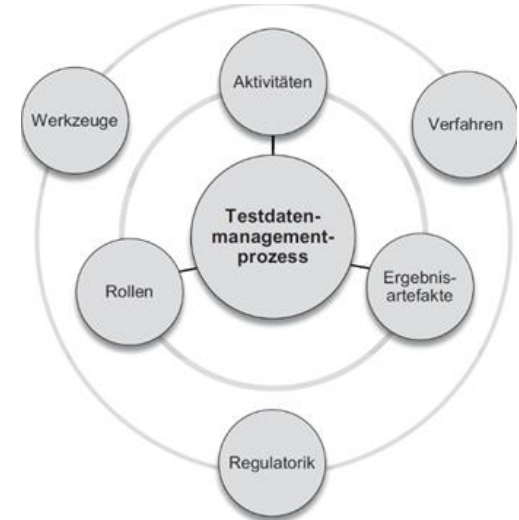 Aktivitäten
Werkzeuge
Verfahren
Testdaten-
management-
prozess
Rollen
Ergebnis-
artefakte
Regulatorik